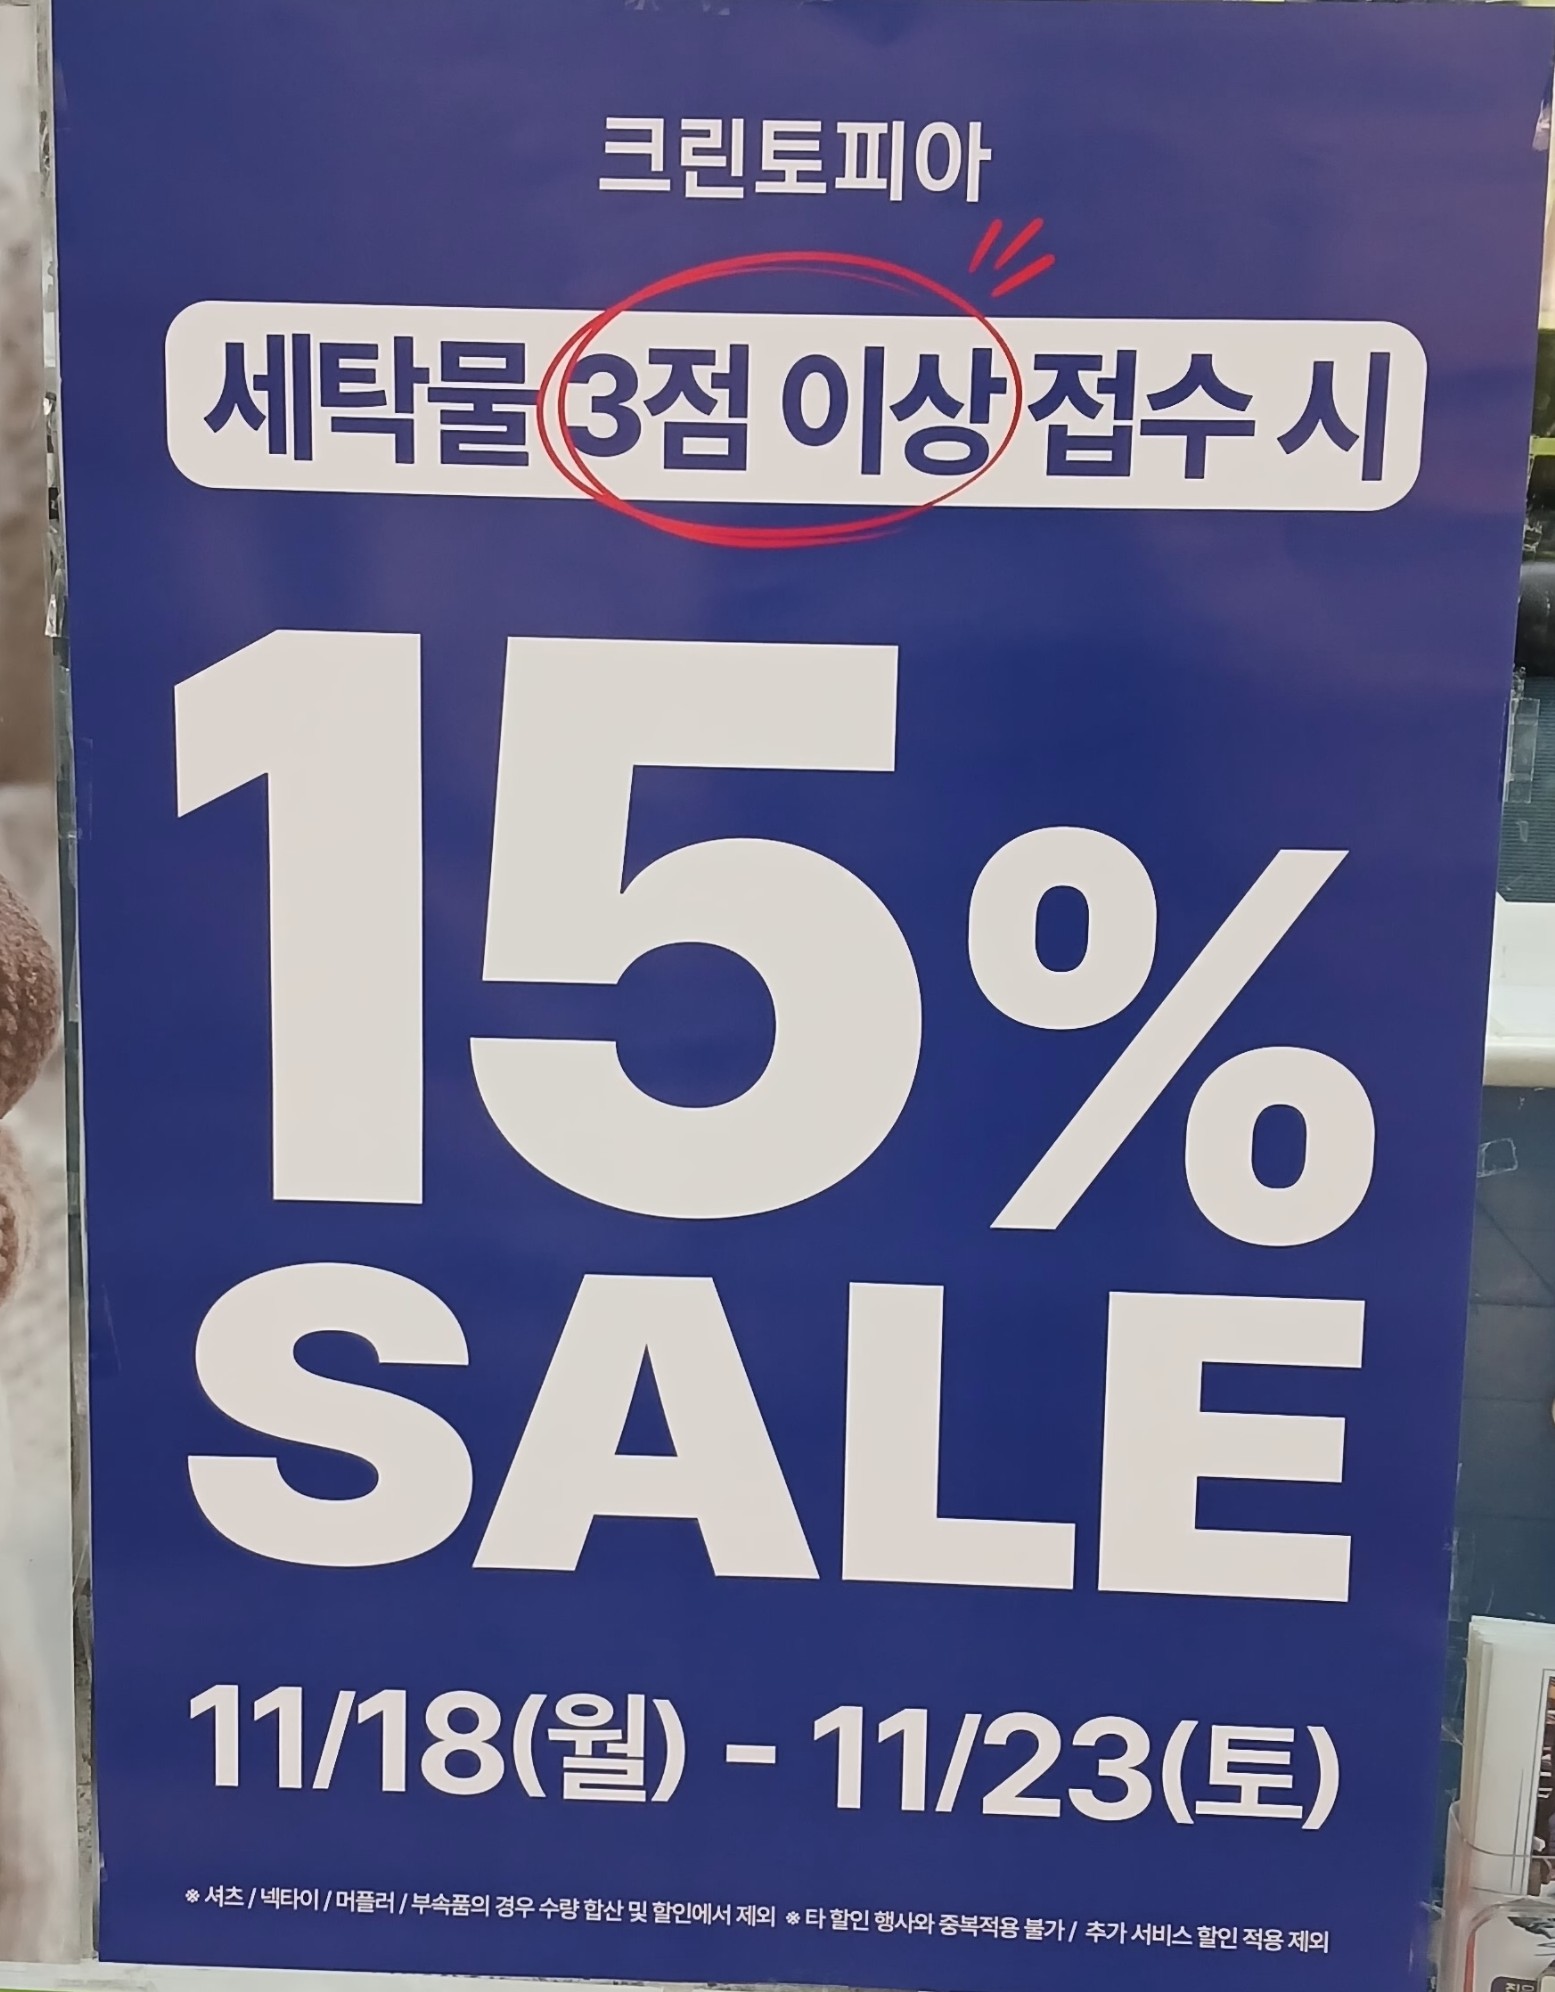 크린토피아
세탁물 3점 이상 접수 시
15%
SALE
11/18(월) - 11/23(토)
※ 셔츠 / 넥타이 / 머플러 / 부속품의 경우 수량 합산 및 할인에서 제외 ※ 타 할인 행사와 중복적용 불가 / 추가 서비스 할인 적용 제외